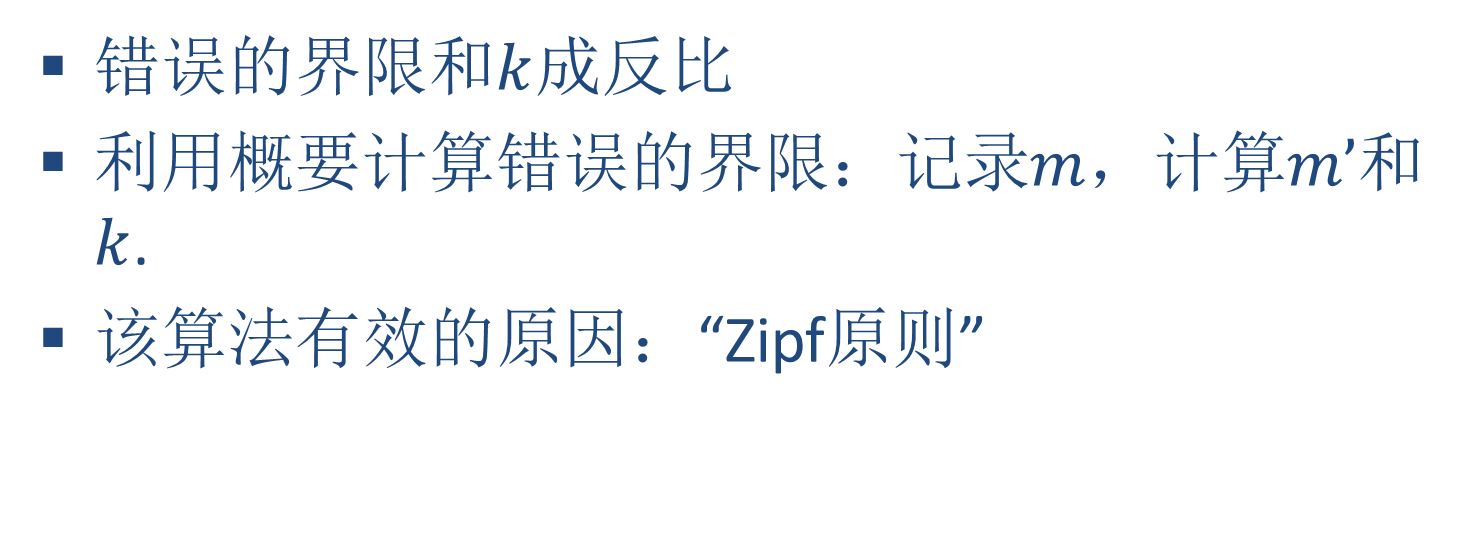 ▪ 错误的界限和k成反比
▪ 利用概要计算错误的界限：记录m，计算m’和
k.
▪ 该算法有效的原因：“Zipf原则”